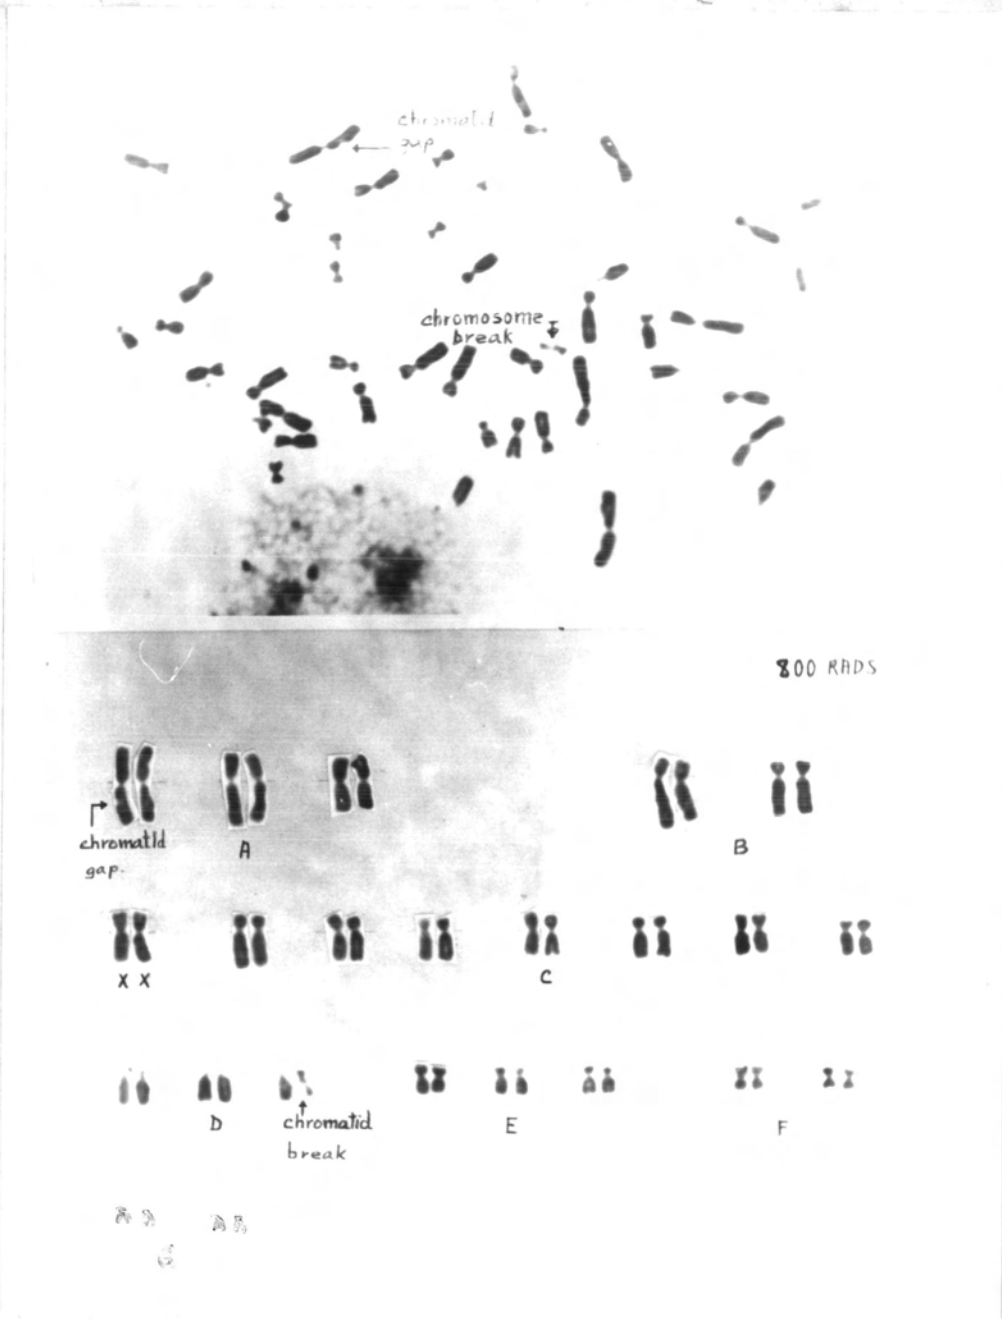 chromatid
gap
chromosome
break
800 RADS
chromatId
gap.
A
B
X X
C
D
E
F
chromatid
break
G